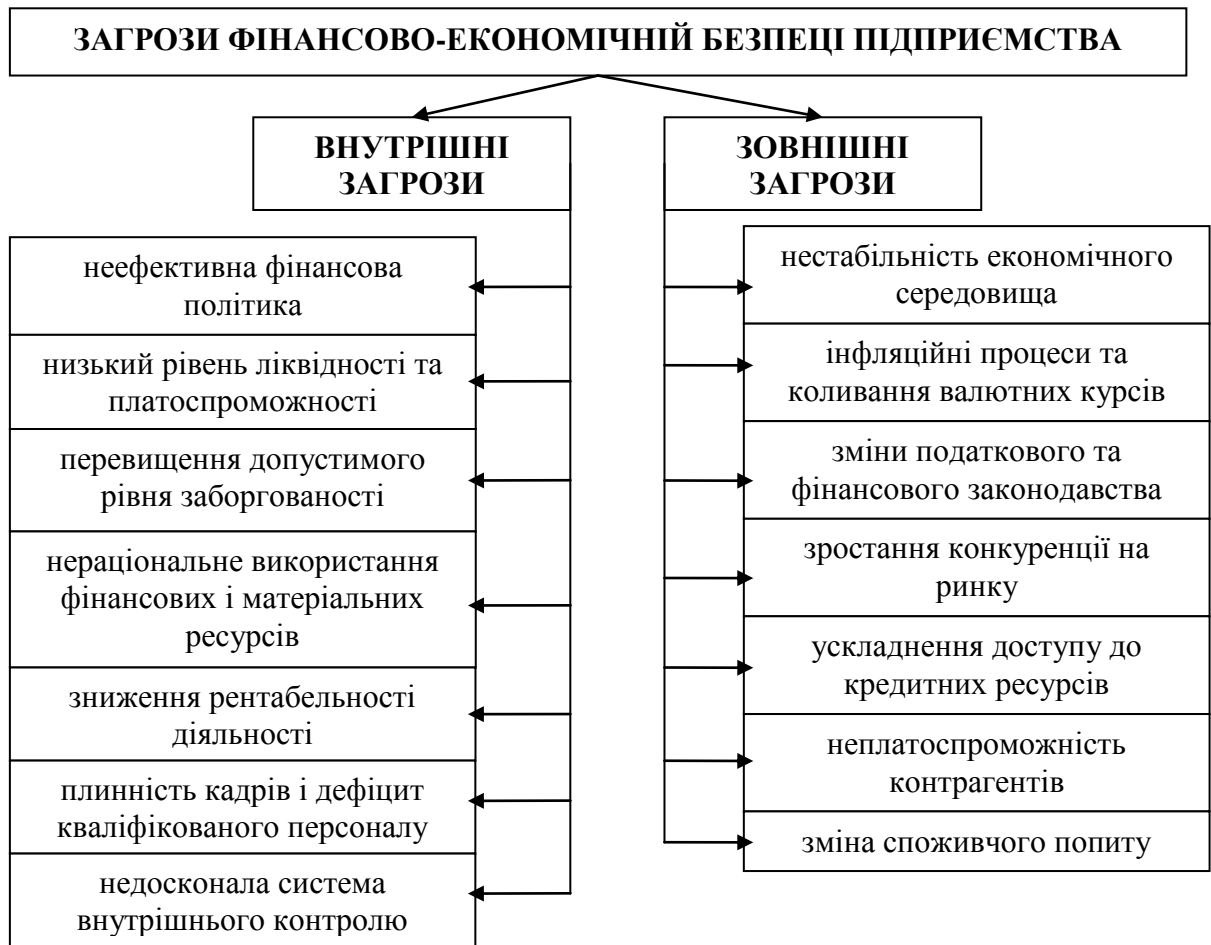 ЗАГРОЗИ ФІНАНСОВО-ЕКОНОМІЧНІЙ БЕЗПЕЦІ ПІДПРИЄМСТВА
ВНУТРІШНІ
ЗАГРОЗИ
неефективна фінансова
політика
низький рівень ліквідності та
платоспроможності
перевищення допустимого
рівня заборгованості
нераціональне використання
фінансових і матеріальних
ресурсів
зниження рентабельності
діяльності
плинність кадрів і дефіцит
кваліфікованого персоналу
недосконала система
внутрішнього контролю
ЗОВНІШНІ
ЗАГРОЗИ
нестабільність економічного
середовища
інфляційні процеси та
коливання валютних курсів
зміни податкового та
фінансового законодавства
зростання конкуренції на
ринку
ускладнення доступу до
кредитних ресурсів
неплатоспроможність
контрагентів
зміна споживчого попиту